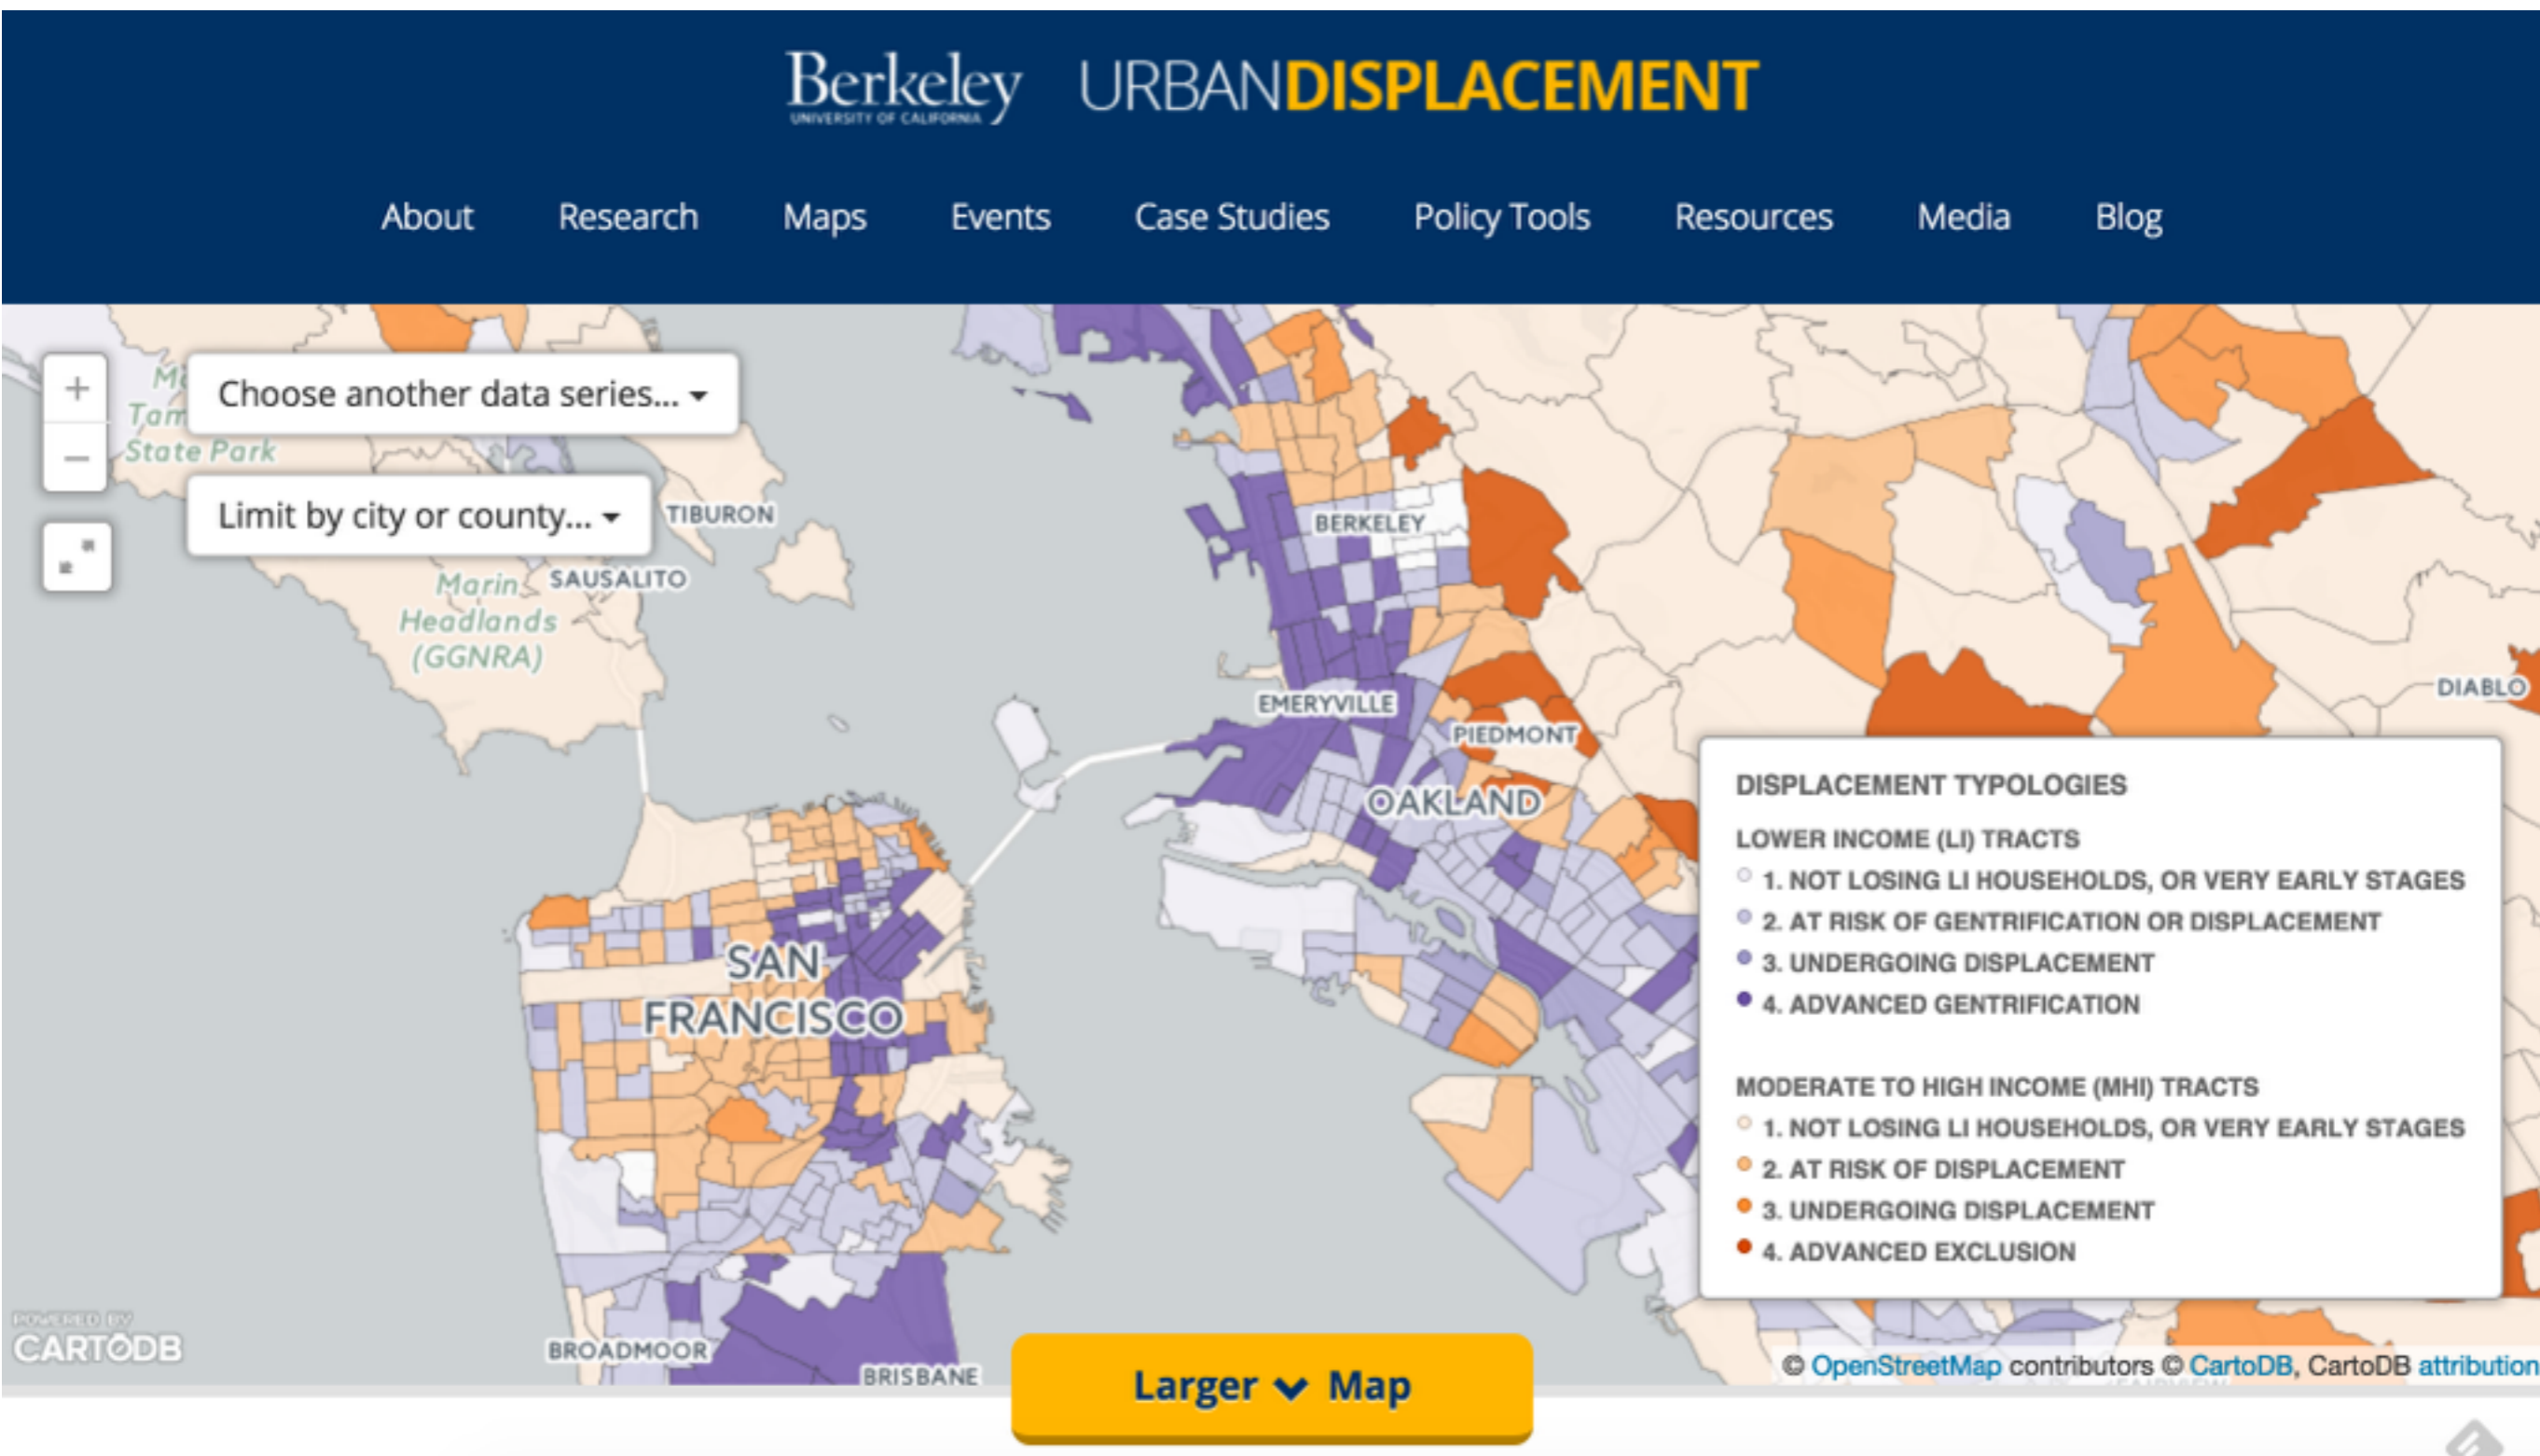 Berkeley
UNIVERSITY OF CALIFORNIA
URBANDISPLACEMENT
About Research Maps Events Case Studies Policy Tools Resources Media Blog
+
Choose another data series...
State Park
−
Limit by city or county...
TIBURON
BERKELEY
SAUSALITO
Marin
Headlands
(GGNRA)
DIABLO
EMERYVILLE
PIEDMONT
OAKLAND
SAN
FRANCISCO
DISPLACEMENT TYPOLOGIES
LOWER INCOME (LI) TRACTS
1. NOT LOSING LI HOUSEHOLDS, OR VERY EARLY STAGES
2. AT RISK OF GENTRIFICATION OR DISPLACEMENT
3. UNDERGOING DISPLACEMENT
4. ADVANCED GENTRIFICATION
MODERATE TO HIGH INCOME (MHI) TRACTS
1. NOT LOSING LI HOUSEHOLDS, OR VERY EARLY STAGES
2. AT RISK OF DISPLACEMENT
3. UNDERGOING DISPLACEMENT
4. ADVANCED EXCLUSION
POWERED BY
CARTODB
BROADMOOR
BRISBANE
Larger Map
© OpenStreetMap contributors © CartoDB, CartoDB attribution